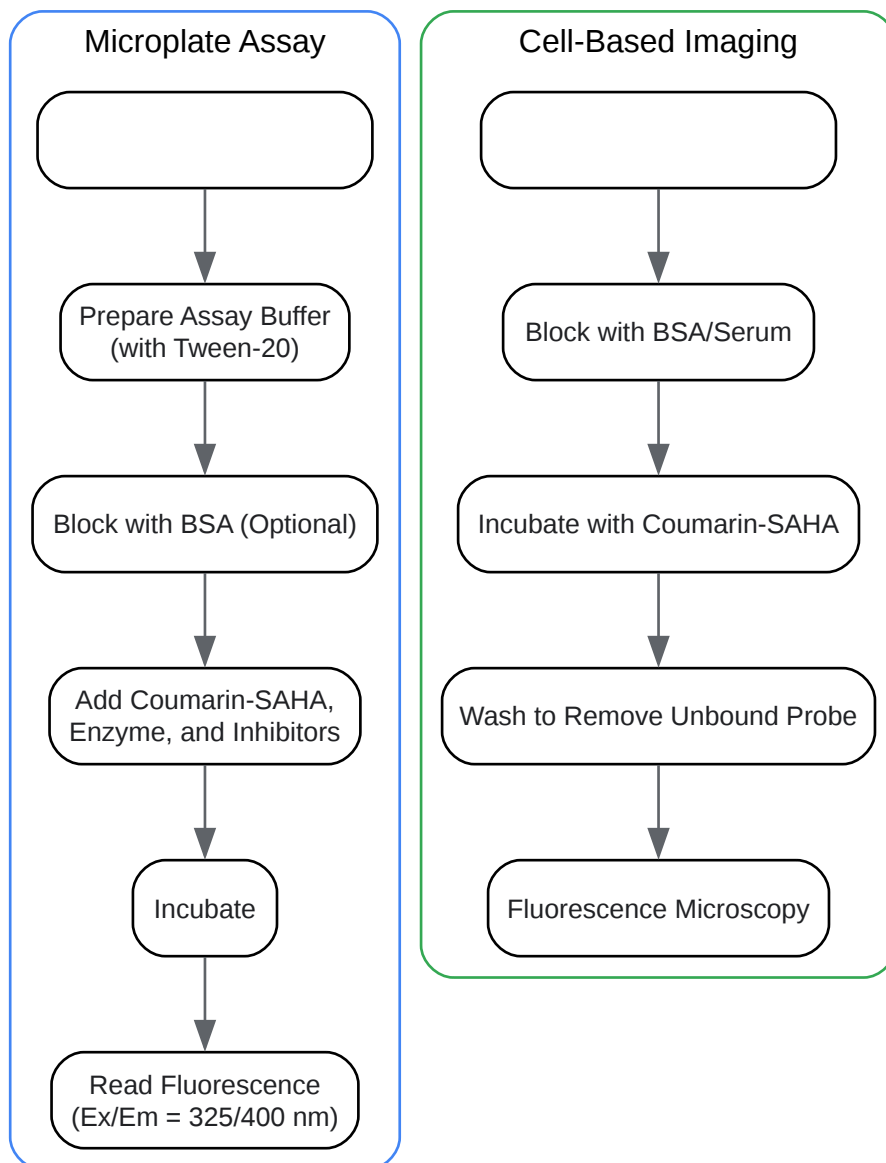 Microplate Assay
Prepare Assay Buffer
(with Tween-20)
Block with BSA (Optional)
Add Coumarin-SAHA,
Enzyme, and Inhibitors
Incubate
Read Fluorescence
(Ex/Em = 325/400 nm)
Cell-Based Imaging
Block with BSA/Serum
Incubate with Coumarin-SAHA
Wash to Remove Unbound Probe
Fluorescence Microscopy